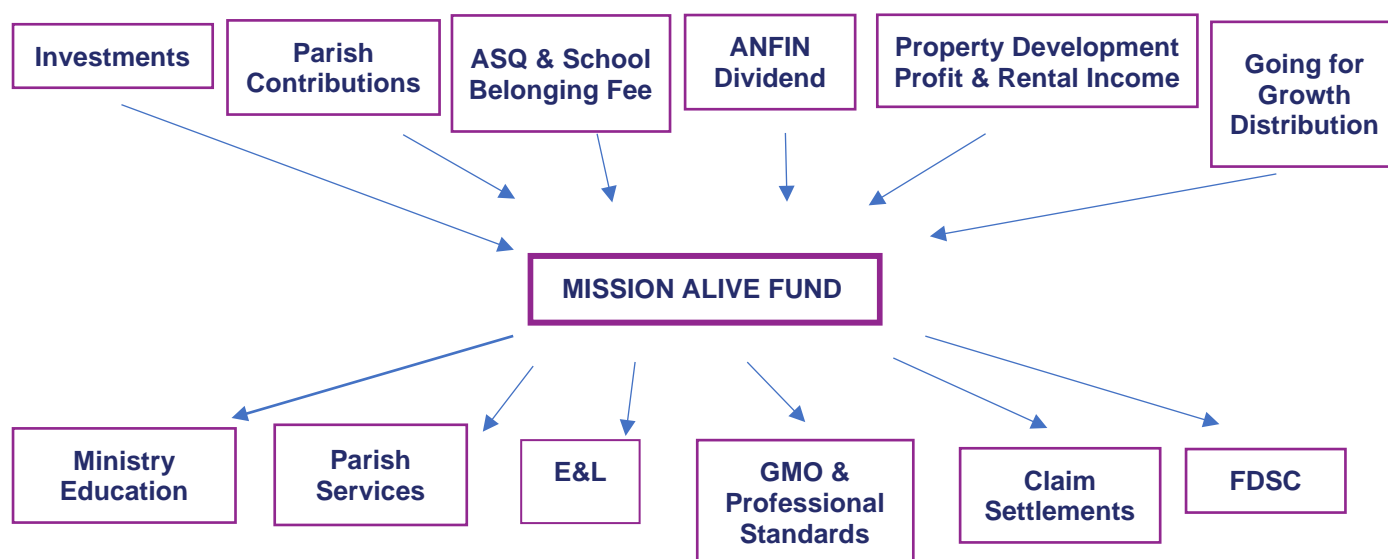 Investments
Parish
Contributions
ASQ & School
Belonging Fee
ANFIN
Dividend
Property Development
Profit & Rental Income
Going for
Growth
Distribution
MISSION ALIVE FUND
Ministry
Education
Parish
Services
E&L
GMO &
Professional
Standards
Claim
Settlements
FDSC